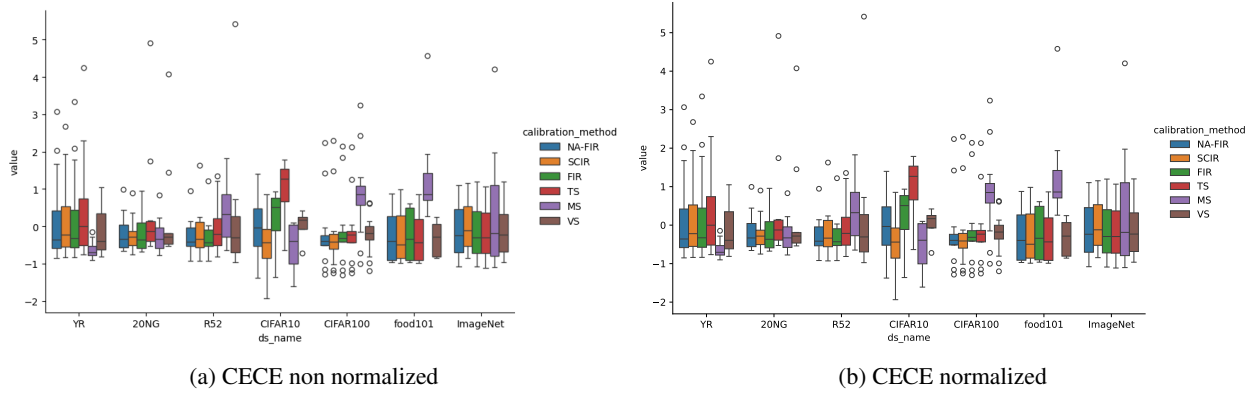 5
4
3
2
1
0
−1
−2
value
YR
20NG
R52
CIFAR10
CIFAR100
food101
ImageNet
ds_name
calibration_method
NA-FIR
SCIR
FIR
TS
MS
VS
(a) CECE non normalized
5
4
3
2
1
0
−1
−2
value
YR
20NG
R52
CIFAR10
CIFAR100
food101
ImageNet
ds_name
calibration_method
NA-FIR
SCIR
FIR
TS
MS
VS
(b) CECE normalized